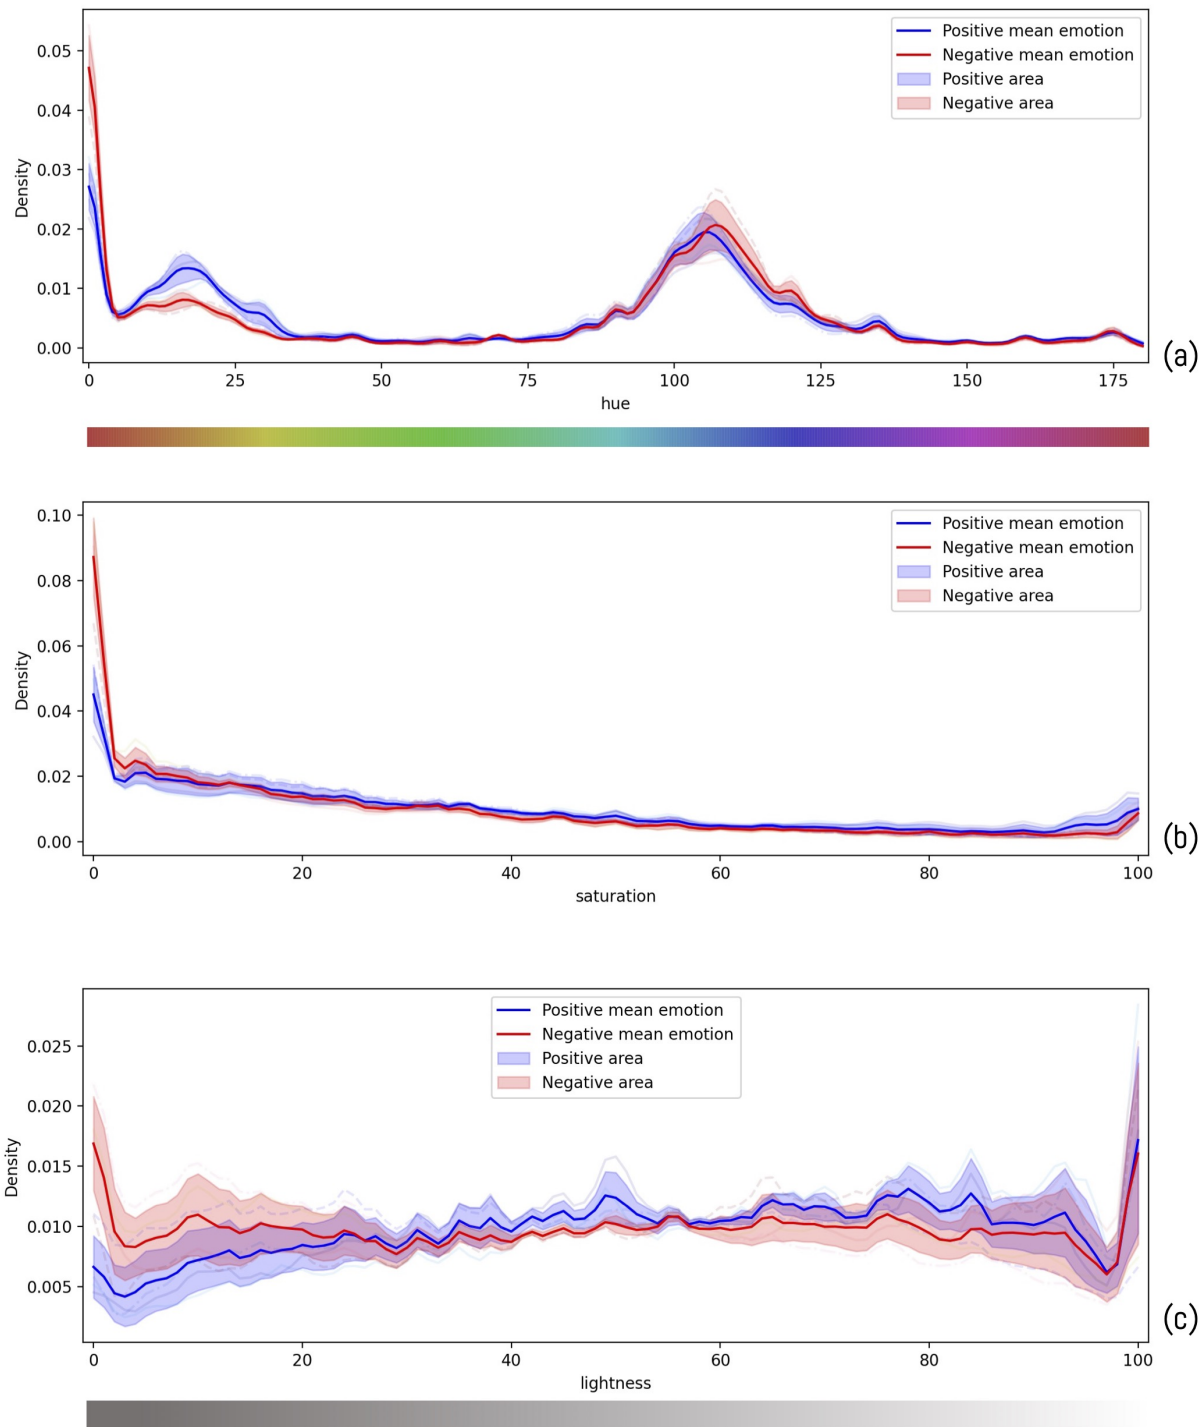 Positive mean emotion
Negative mean emotion
Positive area
Negative area
Density
0.05
0.04
0.03
0.02
0.01
0.00
0 25 50 75 100 125 150 175
hue
(a)
Positive mean emotion
Negative mean emotion
Positive area
Negative area
Density
0.10
0.08
0.06
0.04
0.02
0.00
0 20 40 60 80 100
saturation
(b)
Positive mean emotion
Negative mean emotion
Positive area
Negative area
Density
0.025
0.020
0.015
0.010
0.005
0 20 40 60 80 100
lightness
(c)